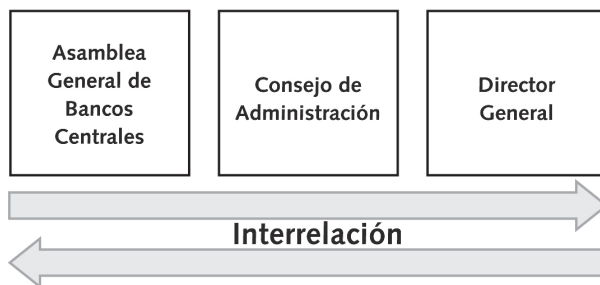 Asamblea
General de
Bancos
Centrales
Consejo de
Administración
Director
General
Interrelación